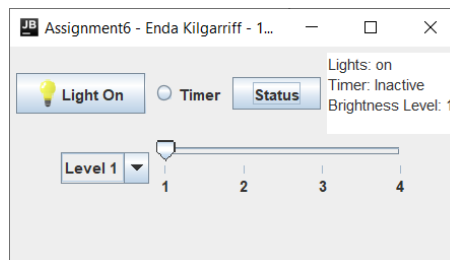 JB Assignment6 - Enda Kilgarriff - 1...
Light On
Timer
Status
Lights: on
Timer: Inactive
Brightness Level: 1
Level 1
1 2 3 4